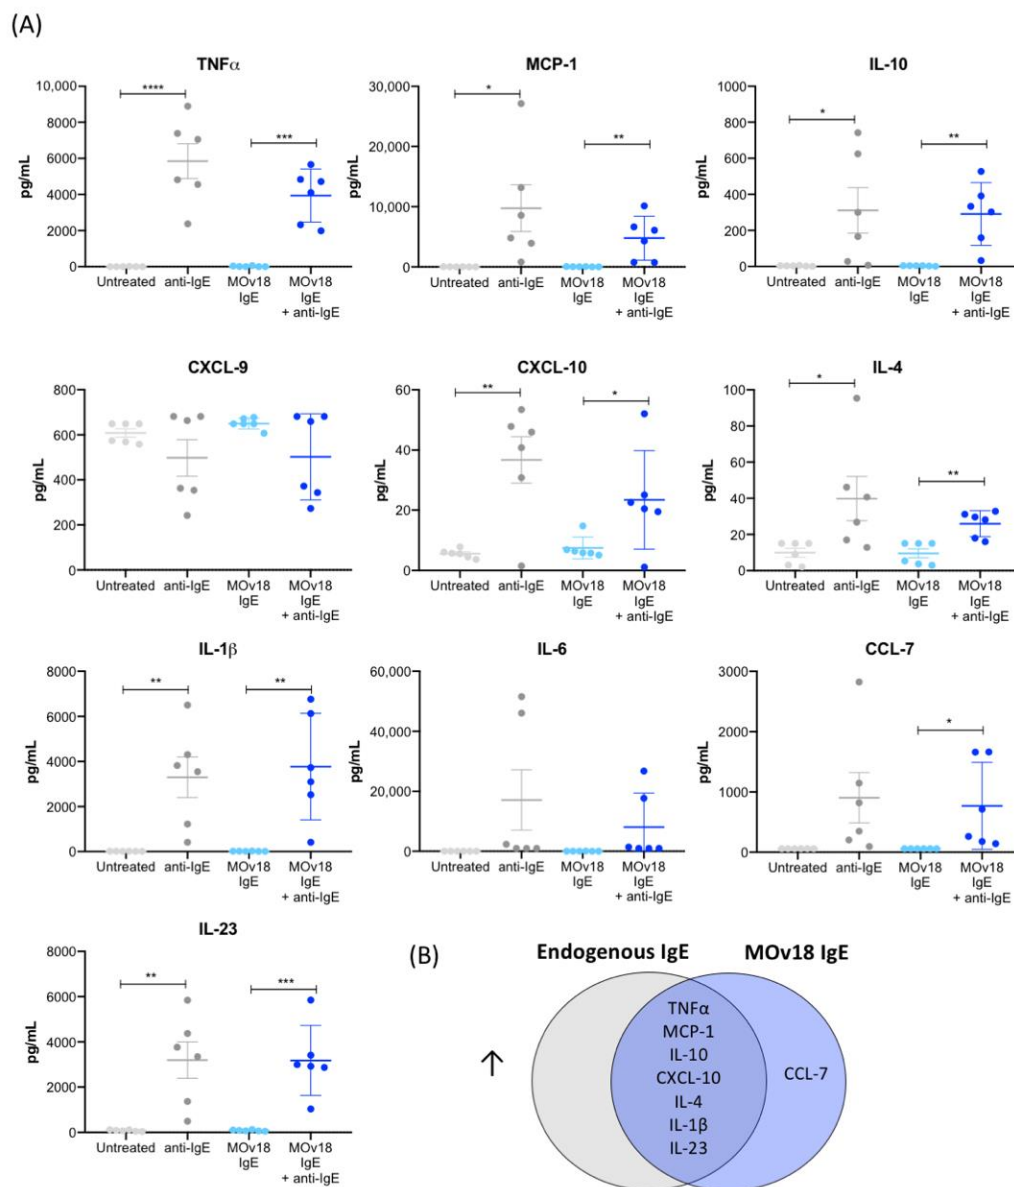 (A)
TNFα
pg/mL
10,000
8000
6000
4000
2000
0
****
***
Untreated
anti-IgE
MOv18
IgE
MOv18
IgE
+ anti-IgE
MCP-1
pg/mL
30,000
20,000
10,000
0
*
**
Untreated
anti-IgE
MOv18
IgE
MOv18
IgE
+ anti-IgE
IL-10
pg/mL
1000
800
600
400
200
0
*
**
Untreated
anti-IgE
MOv18
IgE
MOv18
IgE
+ anti-IgE
CXCL-9
pg/mL
800
600
400
200
0
Untreated
anti-IgE
MOv18
IgE
MOv18
IgE
+ anti-IgE
CXCL-10
pg/mL
60
40
20
0
**
*
Untreated
anti-IgE
MOv18
IgE
MOv18
IgE
+ anti-IgE
IL-4
pg/mL
100
80
60
40
20
0
*
**
Untreated
anti-IgE
MOv18
IgE
MOv18
IgE
+ anti-IgE
IL-1β
pg/mL
8000
6000
4000
2000
0
**
**
Untreated
anti-IgE
MOv18
IgE
MOv18
IgE
+ anti-IgE
IL-6
pg/mL
60,000
40,000
20,000
0
Untreated
anti-IgE
MOv18
IgE
MOv18
IgE
+ anti-IgE
CCL-7
pg/mL
3000
2000
1000
0
*
Untreated
anti-IgE
MOv18
IgE
MOv18
IgE
+ anti-IgE
IL-23
pg/mL
8000
6000
4000
2000
0
**
***
Untreated
anti-IgE
MOv18
IgE
MOv18
IgE
+ anti-IgE
(B)
Endogenous IgE
MOv18 IgE
↑
TNFα
MCP-1
IL-10
CXCL-10
IL-4
IL-1β
IL-23
CCL-7